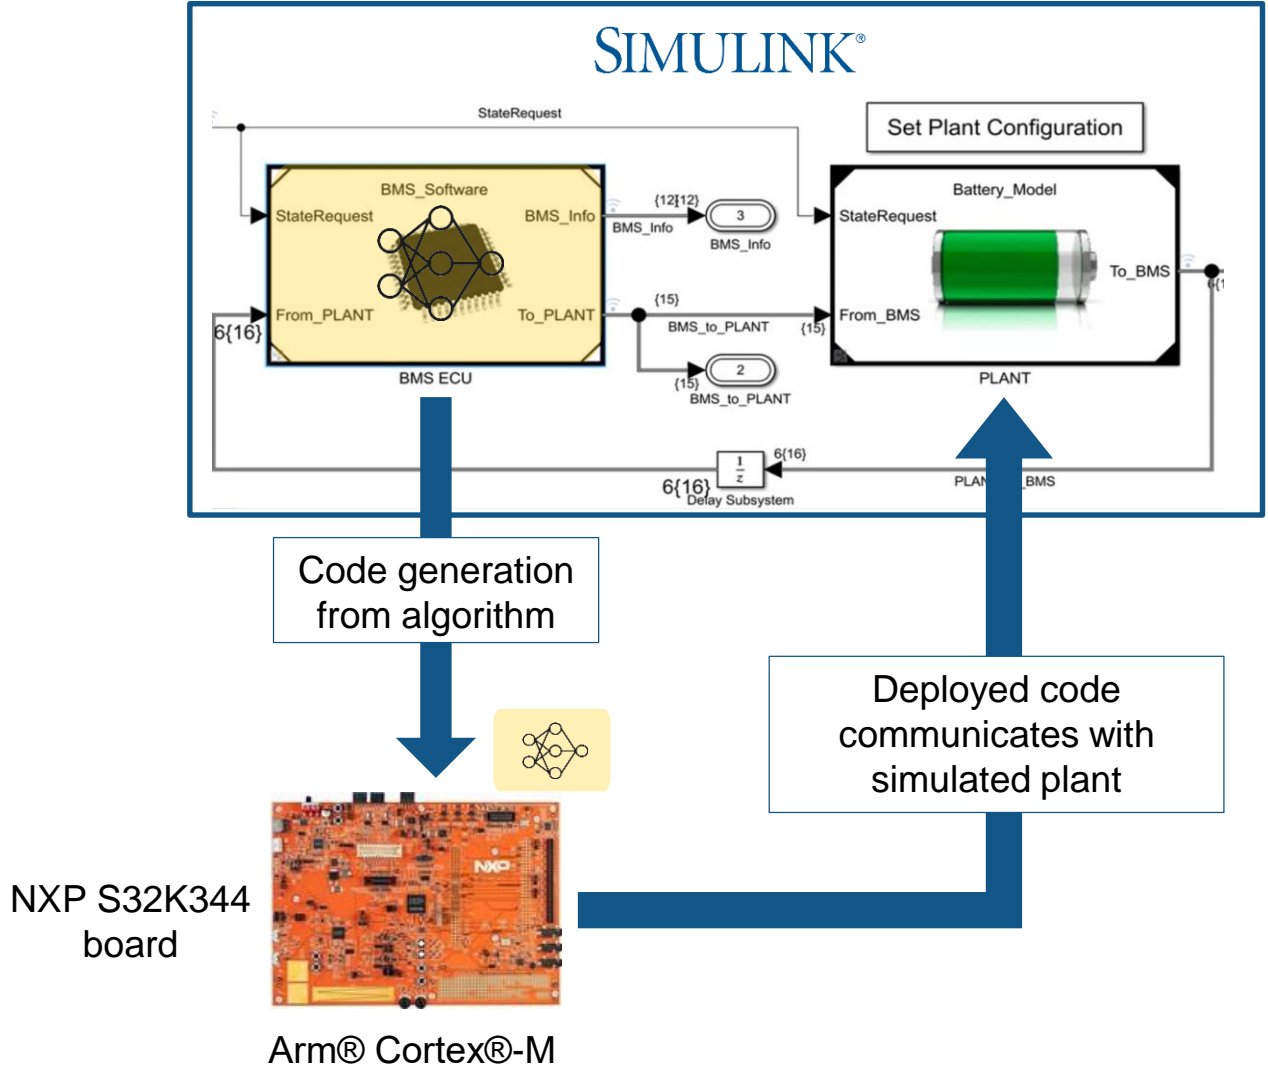 SIMULINK®
StateRequest
Set Plant Configuration
BMS_Software
StateRequest
BMS_Info
From_PLANT
To_PLANT
6{16}
BMS ECU
{12}
{12}
BMS_Info
3
BMS_Info
{15}
BMS_to_PLANT
{15}
2
{15}
BMS_to_PLANT
Battery_Model
StateRequest
To_BMS
From_BMS
PLANT
6{16}
1
z
6{16}
Delay Subsystem
BMS
Code generation
from algorithm
Deployed code
communicates with
simulated plant
NXP
NXP S32K344
board
Arm® Cortex®-M